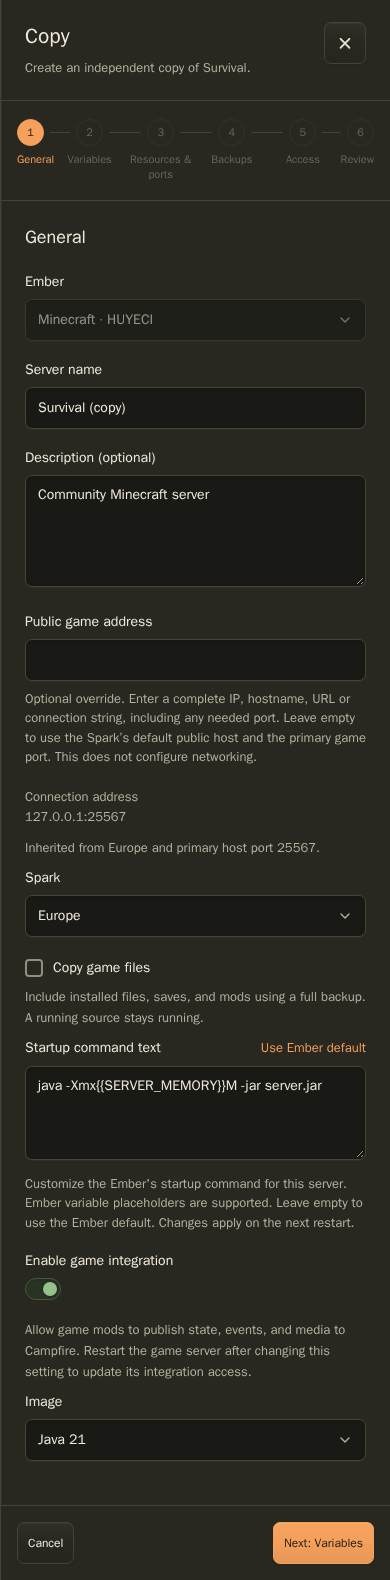 Copy
Create an independent copy of Survival.
1
2
3
4
5
6
General
Variables
Resources &
ports
Backups
Access
Review
General
Ember
Minecraft · HUYECI
Server name
Survival (copy)
Description (optional)
Community Minecraft server
Public game address
Optional override. Enter a complete IP, hostname, URL or
connection string, including any needed port. Leave empty
to use the Spark's default public host and the primary game
port. This does not configure networking.
Connection address
127.0.0.1:25567
Inherited from Europe and primary host port 25567.
Spark
Europe
Copy game files
Include installed files, saves, and mods using a full backup.
A running source stays running.
Startup command text
Use Ember default
java -Xmx{{SERVER_MEMORY}}M -jar server.jar
Customize the Ember's startup command for this server.
Ember variable placeholders are supported. Leave empty to
use the Ember default. Changes apply on the next restart.
Enable game integration
Allow game mods to publish state, events, and media to
Campfire. Restart the game server after changing this
setting to update its integration access.
Image
Java 21
Cancel
Next: Variables